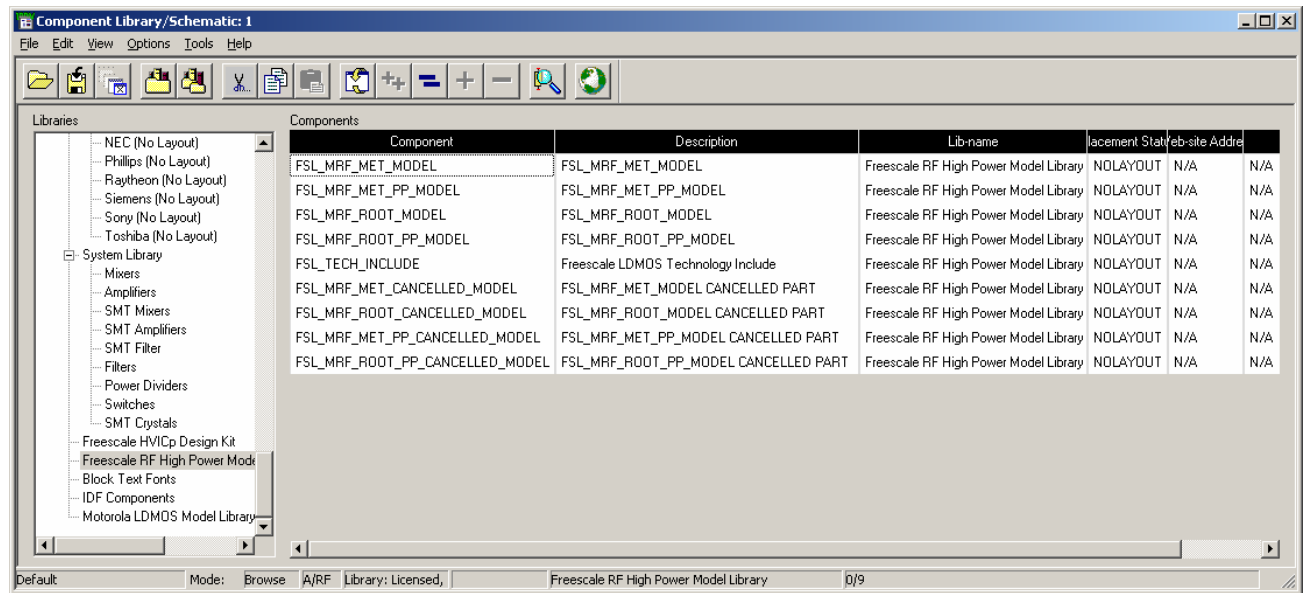 Component Library/Schematic: 1
File Edit View Options Tools Help
Libraries
NEC (No Layout)
Phillips (No Layout)
Raytheon (No Layout)
Siemens (No Layout)
Sony (No Layout)
Toshiba (No Layout)
System Library
Mixers
Amplifiers
SMT Mixers
SMT Amplifiers
SMT Filter
Filters
Power Dividers
Switches
SMT Crystals
Freescale HVICp Design Kit
Freescale RF High Power Mode
Block Text Fonts
IDF Components
Motorola LDMOS Model Library
Components
Component Description Lib-name lacement Statu eb-site Addre
FSL_MRF_MET_MODEL FSL_MRF_MET_MODEL Freescale RF High Power Model Library NOLAYOUT N/A N/A
FSL_MRF_MET_PP_MODEL FSL_MRF_MET_PP_MODEL Freescale RF High Power Model Library NOLAYOUT N/A N/A
FSL_MRF_ROOT_MODEL FSL_MRF_ROOT_MODEL Freescale RF High Power Model Library NOLAYOUT N/A N/A
FSL_MRF_ROOT_PP_MODEL FSL_MRF_ROOT_PP_MODEL Freescale RF High Power Model Library NOLAYOUT N/A N/A
FSL_TECH_INCLUDE Freescale LDMOS Technology Include Freescale RF High Power Model Library NOLAYOUT N/A N/A
FSL_MRF_MET_CANCELLED_MODEL FSL_MRF_MET_MODEL CANCELLED PART Freescale RF High Power Model Library NOLAYOUT N/A N/A
FSL_MRF_ROOT_CANCELLED_MODEL FSL_MRF_ROOT_MODEL CANCELLED PART Freescale RF High Power Model Library NOLAYOUT N/A N/A
FSL_MRF_MET_PP_CANCELLED_MODEL FSL_MRF_MET_PP_MODEL CANCELLED PART Freescale RF High Power Model Library NOLAYOUT N/A N/A
FSL_MRF_ROOT_PP_CANCELLED_MODEL FSL_MRF_ROOT_PP_MODEL CANCELLED PART Freescale RF High Power Model Library NOLAYOUT N/A N/A
Default Mode: Browse A/RF Library: Licensed, Freescale RF High Power Model Library 0/9